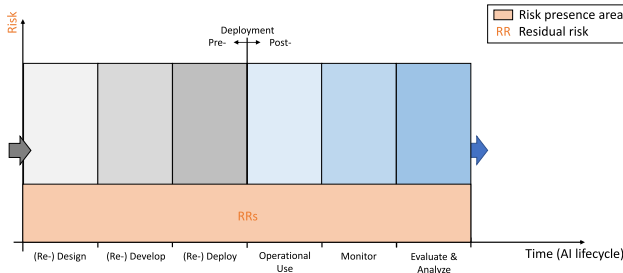 Risk
Deployment
Pre- Post-
Risk presence area
RR Residual risk
RRs
(Re-) Design
(Re-) Develop
(Re-) Deploy
Operational
Use
Monitor
Evaluate &
Analyze
Time (AI lifecycle)